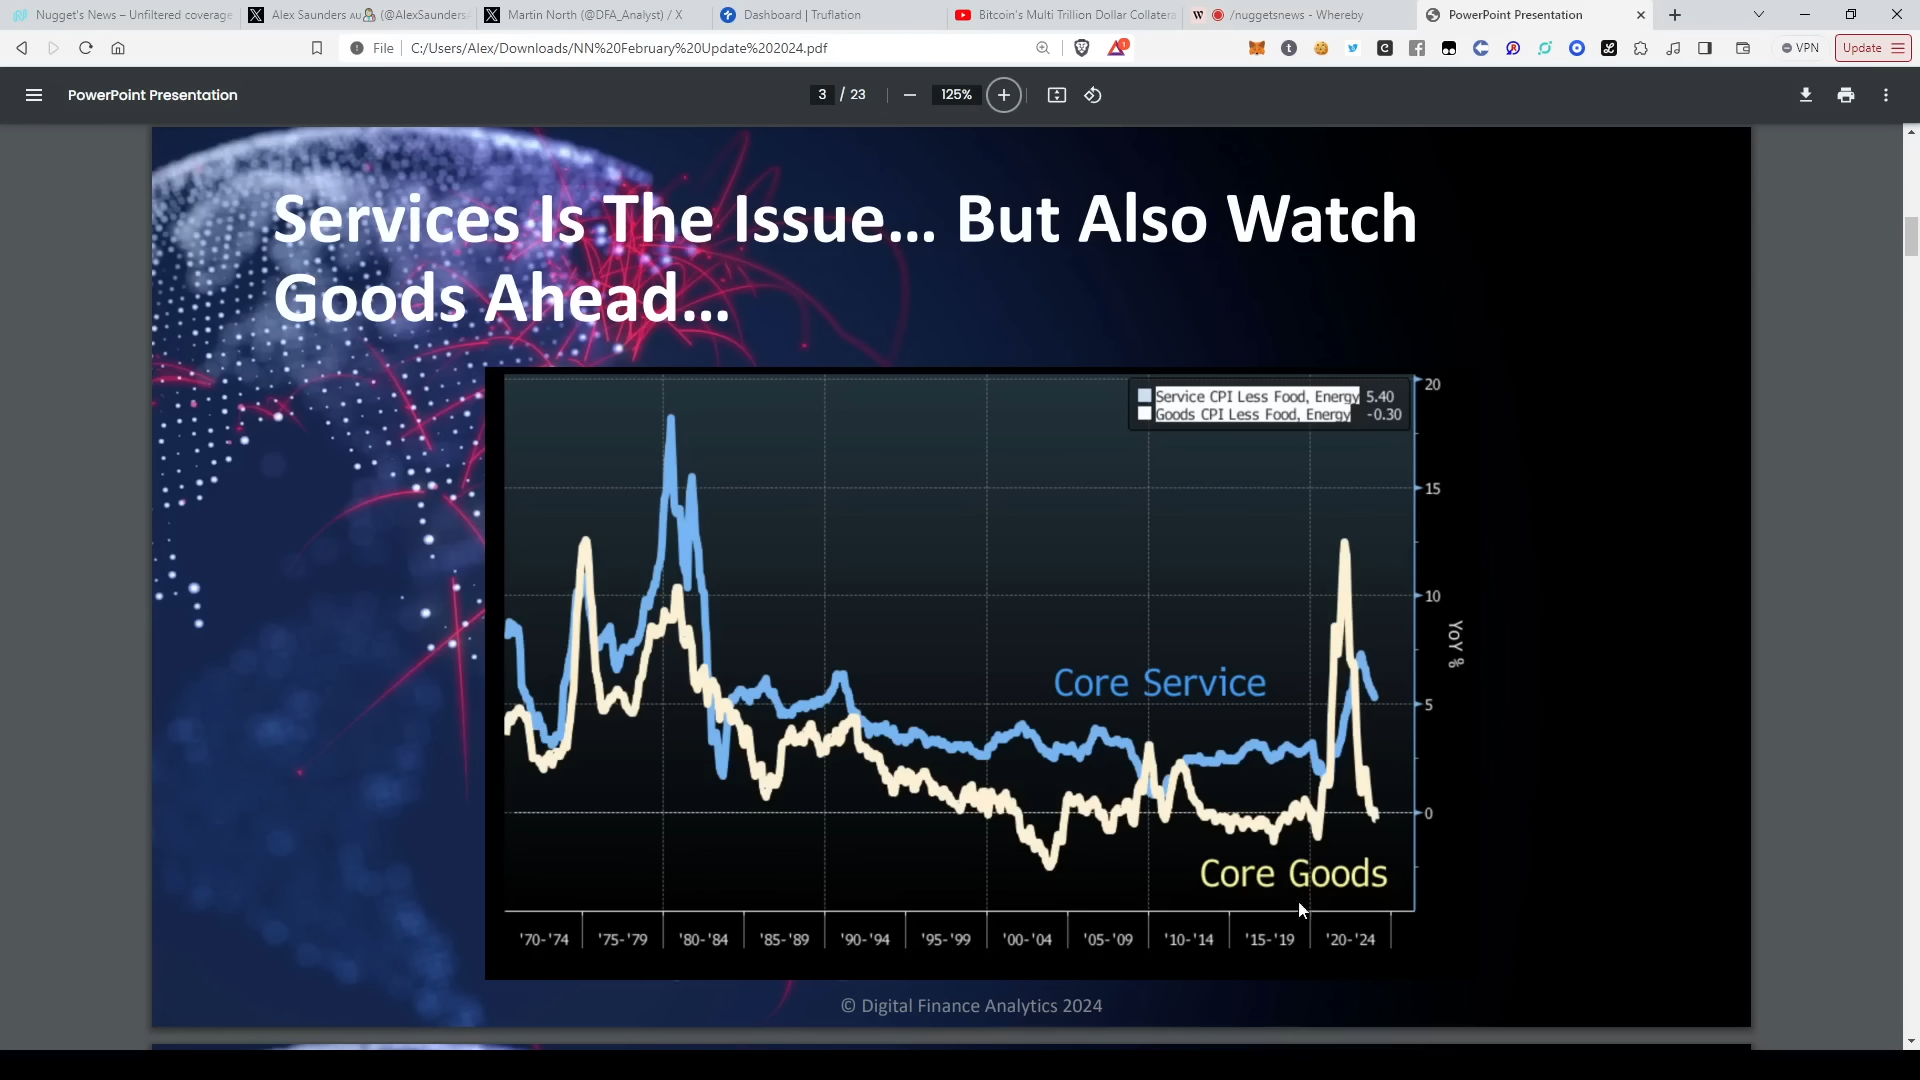 Nugget's News – Unfiltered coverage
Alex Saunders AU (@AlexSaunders
Martin North (@DFA_Analyst) / X
Dashboard | Truflation
Bitcoin's Multi Trillion Dollar Collatera
/nuggetsnews - Whereby
PowerPoint Presentation
File
C:/Users/Alex/Downloads/NN%20February%20Update%202024.pdf
1
VPN
Update
PowerPoint Presentation
3 / 23
125%
Services Is The Issue... But Also Watch
Goods Ahead...
Service CPI Less Food, Energy 5.40
Goods CPI Less Food, Energy -0.30
20
15
10
5
0
YoY %
Core Service
Core Goods
'70-'74 '75-'79 '80-'84 '85-'89 '90-'94 '95-'99 '00-'04 '05-'09 '10-'14 '15-'19 '20-'24
© Digital Finance Analytics 2024